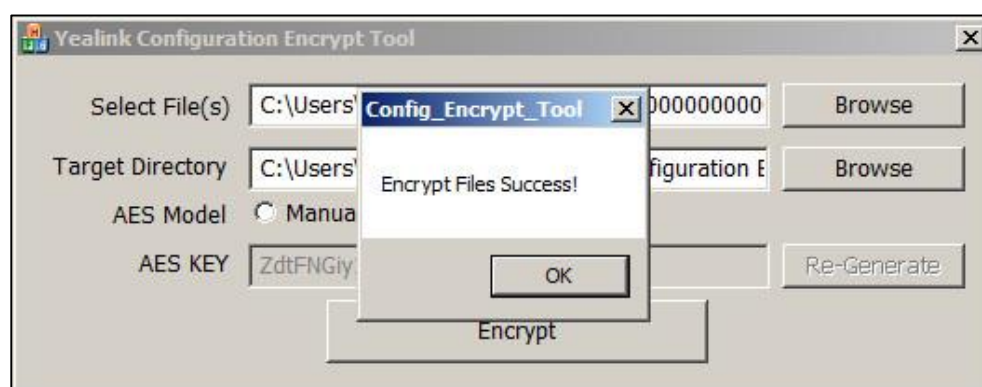 Yealink Configuration Encrypt Tool
Select File(s) C:\Users\ 000000000 Browse
Config_Encrypt_Tool
Target Directory C:\Users\ figuration E Browse
Encrypt Files Success!
AES Model Manua
AES KEY ZdtFNGiy Re-Generate
OK
Encrypt